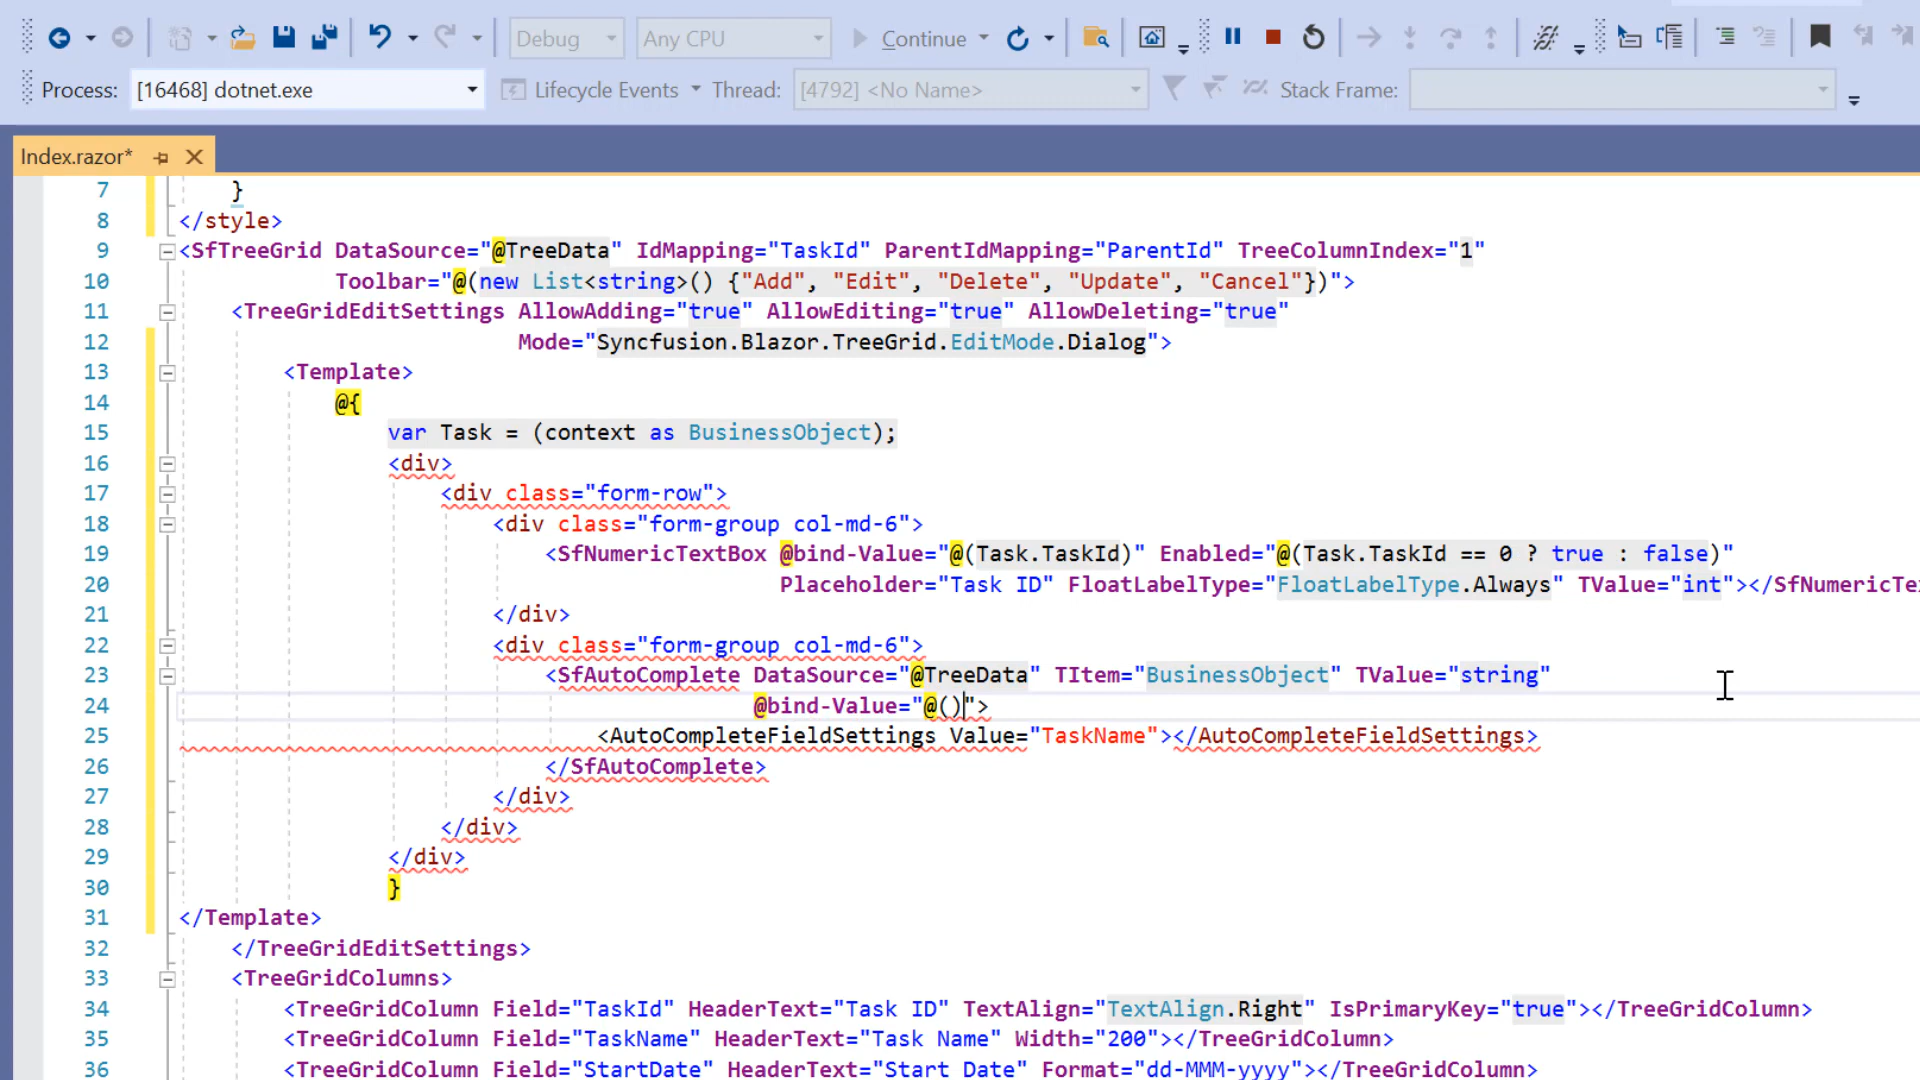 Debug Any CPU Continue
Process: [16468] dotnet.exe Lifecycle Events Thread: [4792] <No Name> Stack Frame:
Index.razor*
7 }
8 </style>
9 <SfTreeGrid DataSource="@TreeData" IdMapping="TaskId" ParentIdMapping="ParentId" TreeColumnIndex="1"
10 Toolbar="@(new List<string>() {"Add", "Edit", "Delete", "Update", "Cancel"})">
11 <TreeGridEditSettings AllowAdding="true" AllowEditing="true" AllowDeleting="true"
12 Mode="Syncfusion.Blazor.TreeGrid.EditMode.Dialog">
13 <Template>
14 @{
15 var Task = (context as BusinessObject);
16 <div>
17 <div class="form-row">
18 <div class="form-group col-md-6">
19 <SfNumericTextBox @bind-Value="@(Task.TaskId)" Enabled="@(Task.TaskId == 0 ? true : false)"
20 Placeholder="Task ID" FloatLabelType="FloatLabelType.Always" TValue="int"></SfNumericTe
21 </div>
22 <div class="form-group col-md-6">
23 <SfAutoComplete DataSource="@TreeData" TItem="BusinessObject" TValue="string"
24 @bind-Value="@()">
25 <AutoCompleteFieldSettings Value="TaskName"></AutoCompleteFieldSettings>
26 </SfAutoComplete>
27 </div>
28 </div>
29 </div>
30 }
31 </Template>
32 </TreeGridEditSettings>
33 <TreeGridColumns>
34 <TreeGridColumn Field="TaskId" HeaderText="Task ID" TextAlign="TextAlign.Right" IsPrimaryKey="true"></TreeGridColumn>
35 <TreeGridColumn Field="TaskName" HeaderText="Task Name" Width="200"></TreeGridColumn>
36 <TreeGridColumn Field="StartDate" HeaderText="Start Date" Format="dd-MMM-yyyy"></TreeGridColumn>